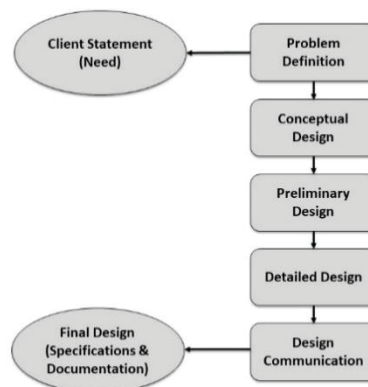 Client Statement
(Need)
Problem
Definition
Conceptual
Design
Preliminary
Design
Detailed Design
Final Design
(Specifications &
Documentation)
Design
Communication